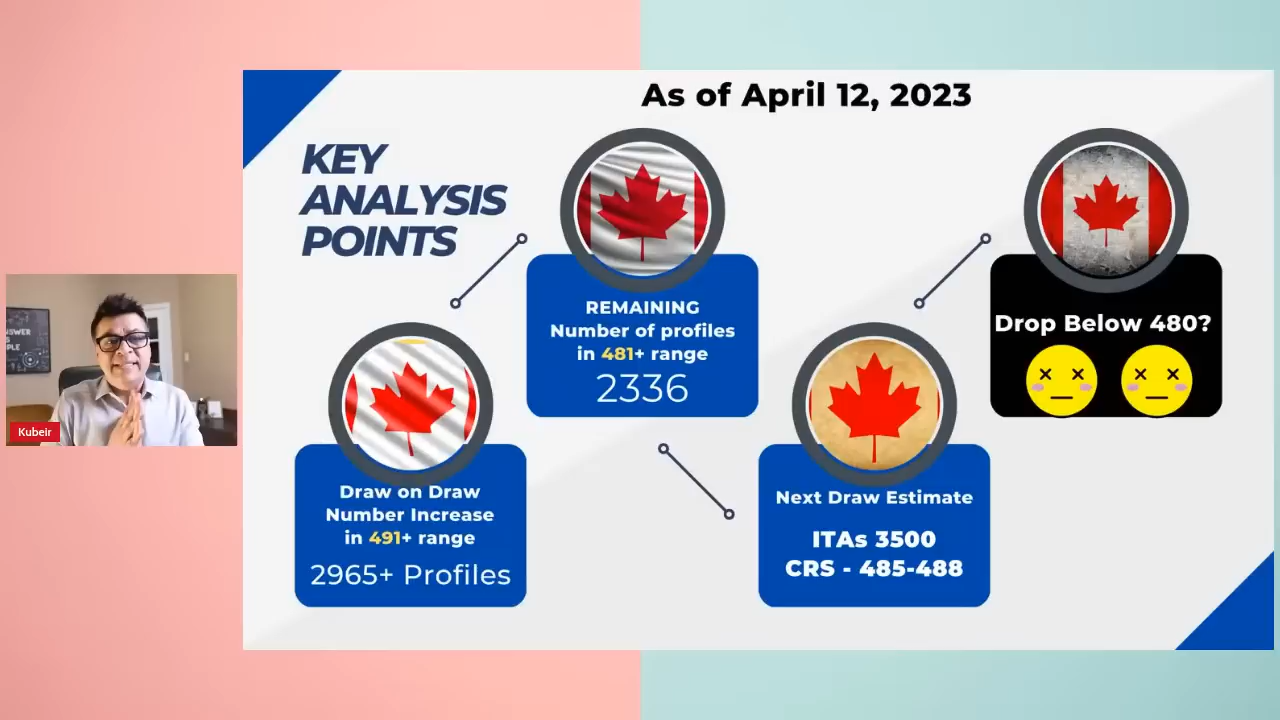 As of April 12, 2023
KEY
ANALYSIS
POINTS
Draw on Draw
Number Increase
in 491+ range
2965+ Profiles
REMAINING
Number of profiles
in 481+ range
2336
Next Draw Estimate
ITAs 3500
CRS - 485-488
Drop Below 480?
Kubeir